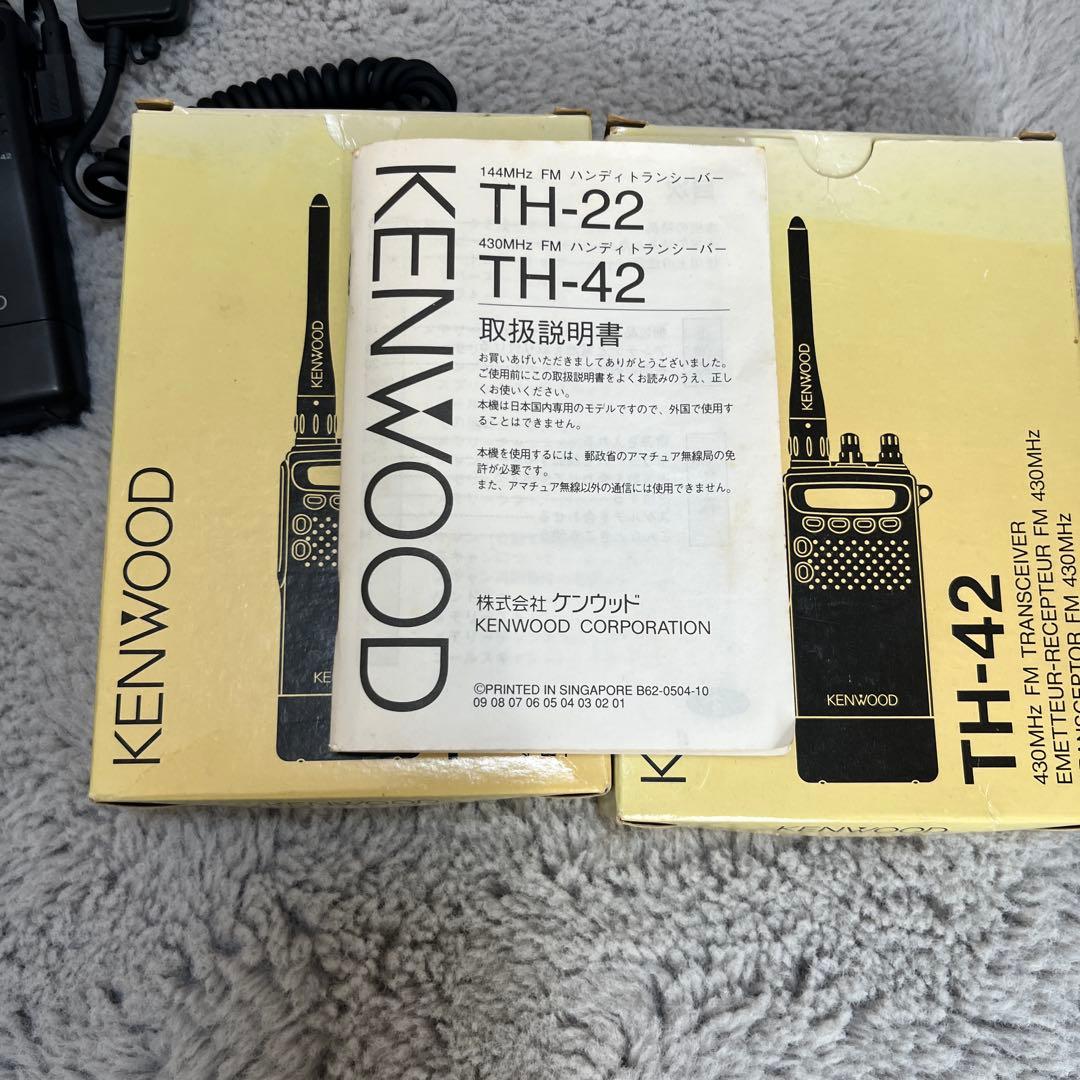 KENWOOD
144MHz FM ハンディトランシーバー
TH-22
430MHz FM ハンディトランシーバー
TH-42
取扱説明書
お買いあげいただきましてありがとうございました。
ご使用前にこの取扱説明書をよくお読みのうえ、正し
くお使いください。
本機は日本国内専用のモデルですので、外国で使用す
ることはできません。
本機を使用するには、郵政省のアマチュア無線局の免
許が必要です。
また、アマチュア無線以外の通信には使用できません。
株式会社 ケンウッド
KENWOOD CORPORATION
©PRINTED IN SINGAPORE B62-0504-10
09 08 07 06 05 04 03 02 01
KENWOOD
KENWOOD
KE
KENWOOD
KENWOOD
KENWOOD
TH-42
430MHz FM TRANSCEIVER
EMETTEUR-RECEPTEUR FM 430MHz
FM 430MHz
KENWOOD
42